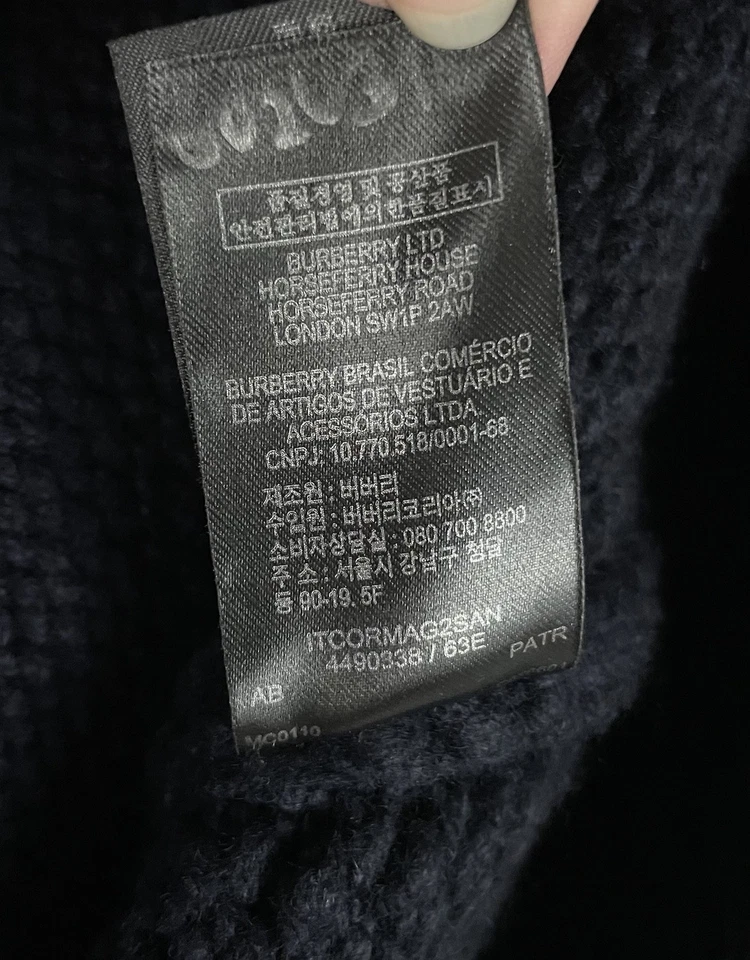 품질경영 및 공산품
안전관리법에의한품질표시
BURBERRY LTD
HORSEFERRY HOUSE
HORSEFERRY ROAD
LONDON SW1P 2AW
BURBERRY BRASIL COMÉRCIO
DE ARTIGOS DE VESTUÁRIO E
ACESSÓRIOS LTDA
CNPJ: 10.770.518/0001-68
제조원 : 버버리
수입원 : 버버리코리아㈜
소비자상담실 : 080 700 8800
주 소 : 서울시 강남구 청담
동 90-19. 5F
ITCORMAG2SAN
4490338 / 63E
AB PATR
MC0110